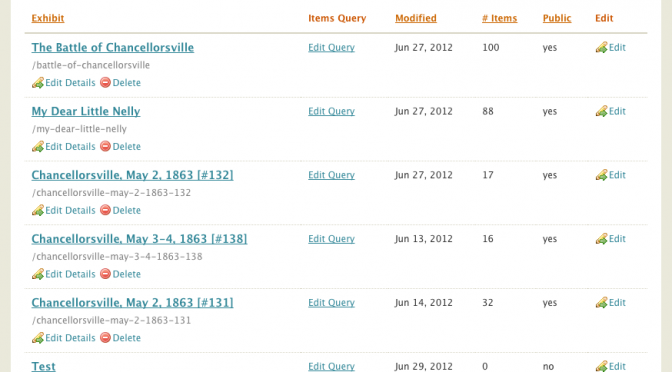 Exhibit Items Query Modified # Items Public Edit
The Battle of Chancellorsville Edit Query Jun 27, 2012 100 yes Edit
/battle-of-chancellorsville
Edit Details Delete
My Dear Little Nelly Edit Query Jun 27, 2012 88 yes Edit
/my-dear-little-nelly
Edit Details Delete
Chancellorsville, May 2, 1863 [#132] Edit Query Jun 27, 2012 17 yes Edit
/chancellorsville-may-2-1863-132
Edit Details Delete
Chancellorsville, May 3-4, 1863 [#138] Edit Query Jun 13, 2012 16 yes Edit
/chancellorsville-may-3-4-1863-138
Edit Details Delete
Chancellorsville, May 2, 1863 [#131] Edit Query Jun 14, 2012 32 yes Edit
/chancellorsville-may-2-1863-131
Edit Details Delete
Test Edit Query Jun 29, 2012 0 no Edit